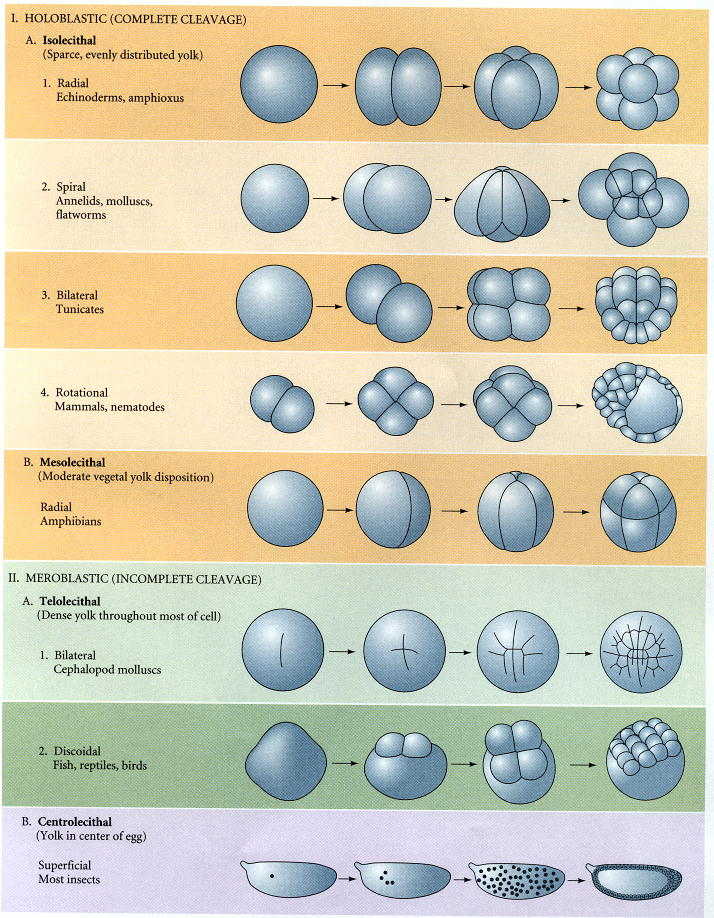 I. HOLOBLASTIC (COMPLETE CLEAVAGE)
A. Isolecithal
(Sparce, evenly distributed yolk)
1. Radial
Echinoderms, amphioxus
2. Spiral
Annelids, molluscs,
flatworms
3. Bilateral
Tunicates
4. Rotational
Mammals, nematodes
B. Mesolecithal
(Moderate vegetal yolk disposition)
Radial
Amphibians
II. MEROBLASTIC (INCOMPLETE CLEAVAGE)
A. Telolecithal
(Dense yolk throughout most of cell)
1. Bilateral
Cephalopod molluscs
2. Discoidal
Fish, reptiles, birds
B. Centrolecithal
(Yolk in center of egg)
Superficial
Most insects